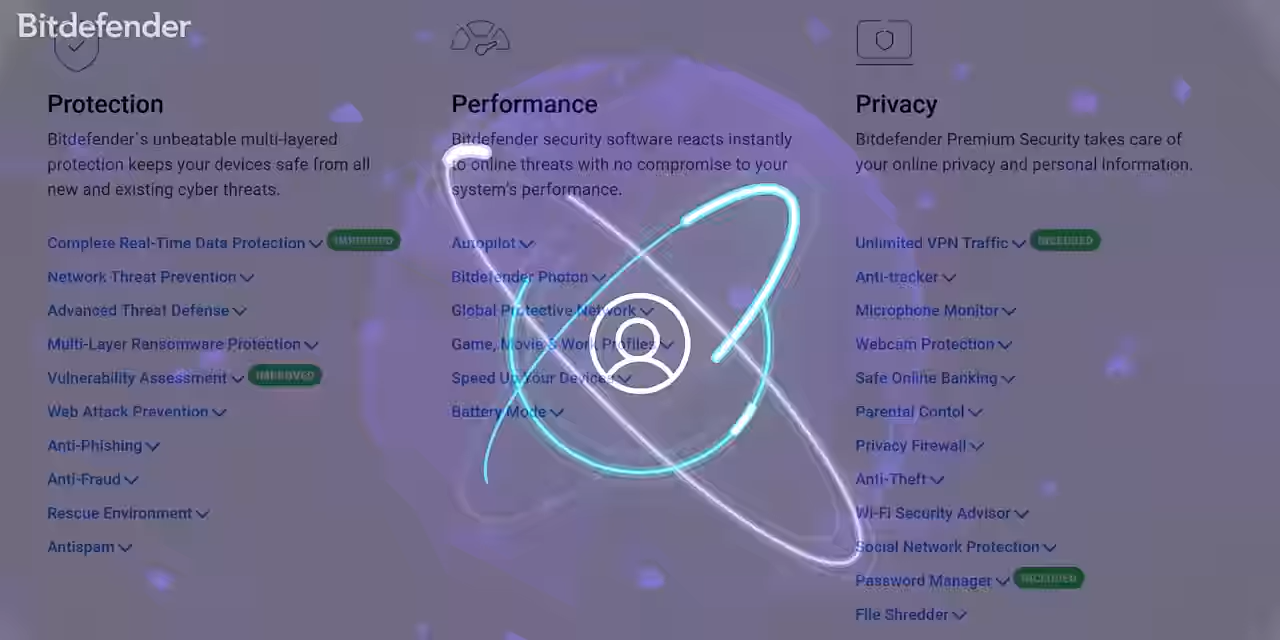 Bitdefender
Protection
Bitdefender's unbeatable multi-layered
protection keeps your devices safe from all
new and existing cyber threats.
Complete Real-Time Data Protection
IMPROVED
Network Threat Prevention
Advanced Threat Defense
Multi-Layer Ransomware Protection
Vulnerability Assessment
IMPROVED
Web Attack Prevention
Anti-Phishing
Anti-Fraud
Rescue Environment
Antispam
Performance
Bitdefender security software reacts instantly
to online threats with no compromise to your
system's performance.
Autopilot
Bitdefender Photon
Global Protective Network
Game, Movie & Work Profiles
Speed Up Your Devices
Battery Mode
Privacy
Bitdefender Premium Security takes care of
your online privacy and personal information.
Unlimited VPN Traffic
INCLUDED
Anti-tracker
Microphone Monitor
Webcam Protection
Safe Online Banking
Parental Contol
Privacy Firewall
Anti-Theft
Wi-Fi Security Advisor
Social Network Protection
Password Manager
INCLUDED
File Shredder